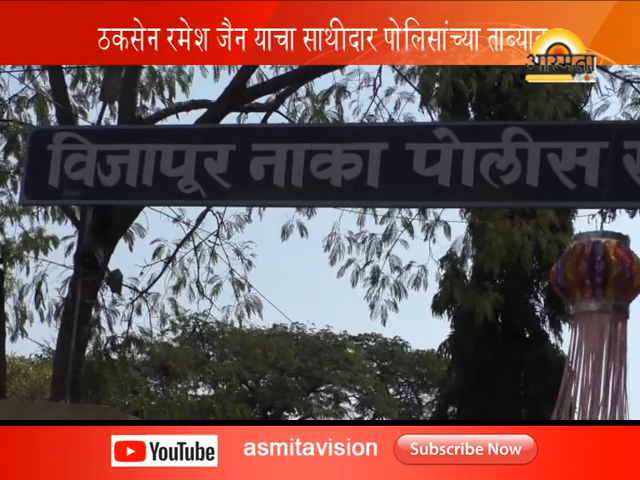 ठकसेन रमेश जैन याचा साथीदार पोलिसांच्या ताब्यात
अस्मिता
विजापूर नाका पोलीस
YouTube
asmitavision
Subscribe Now